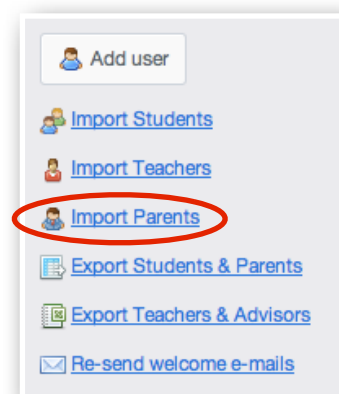 Add user
Import Students
Import Teachers
Import Parents
Export Students & Parents
Export Teachers & Advisors
Re-send welcome e-mails